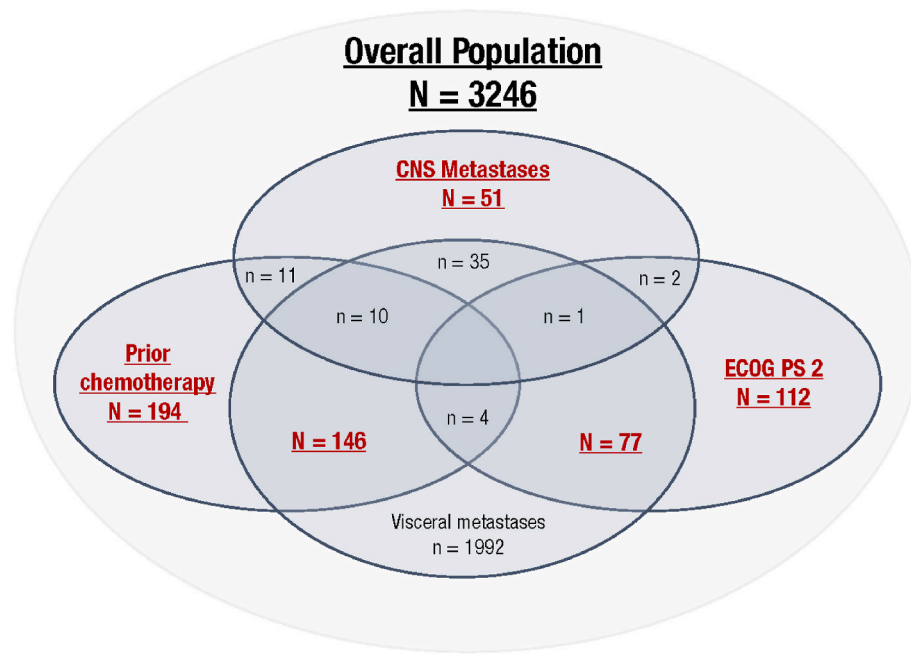 Overall Population
N = 3246
CNS Metastases
N = 51
n = 11
n = 35
n = 2
n = 10
n = 1
Prior
chemotherapy
N = 194
ECOG PS 2
N = 112
n = 4
N = 146
N = 77
Visceral metastases
n = 1992